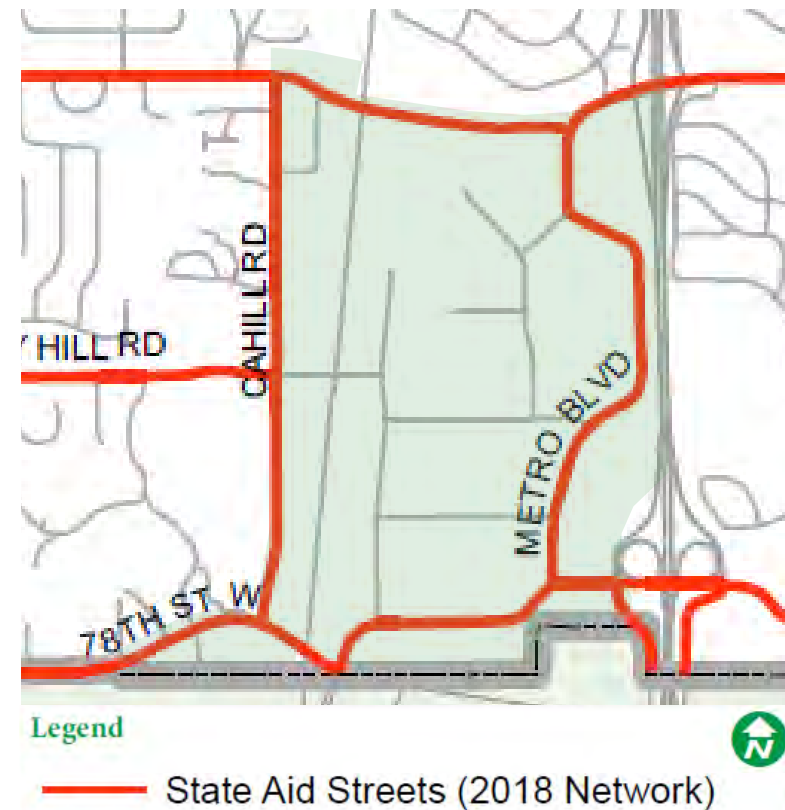 CAHILL RD
HILL RD
METRO BLVD
78TH ST W
Legend
N
State Aid Streets (2018 Network)